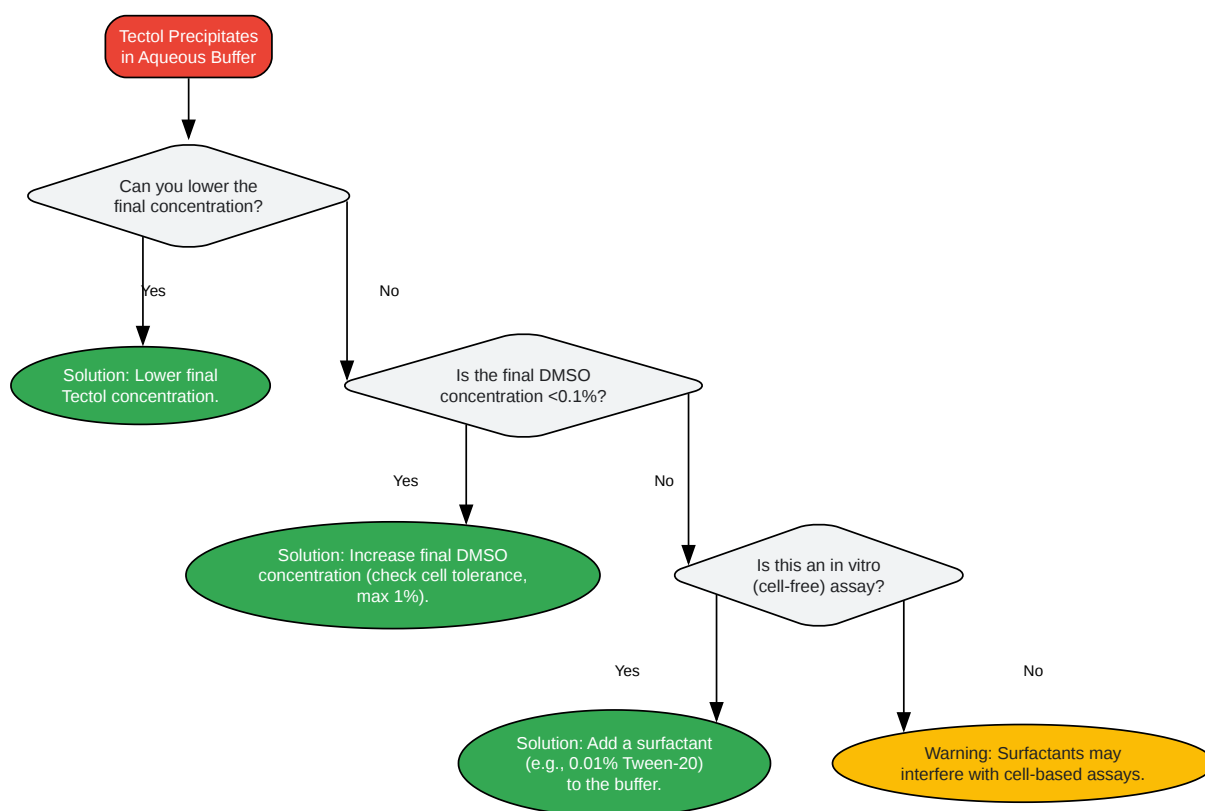 Tectol Precipitates
in Aqueous Buffer
Can you lower the
final concentration?
Yes
No
Solution: Lower final
Tectol concentration.
Is the final DMSO
concentration <0.1%?
Yes
No
Solution: Increase final DMSO
concentration (check cell tolerance,
max 1%).
Is this an in vitro
(cell-free) assay?
Yes
No
Solution: Add a surfactant
(e.g., 0.01% Tween-20)
to the buffer.
Warning: Surfactants may
interfere with cell-based assays.